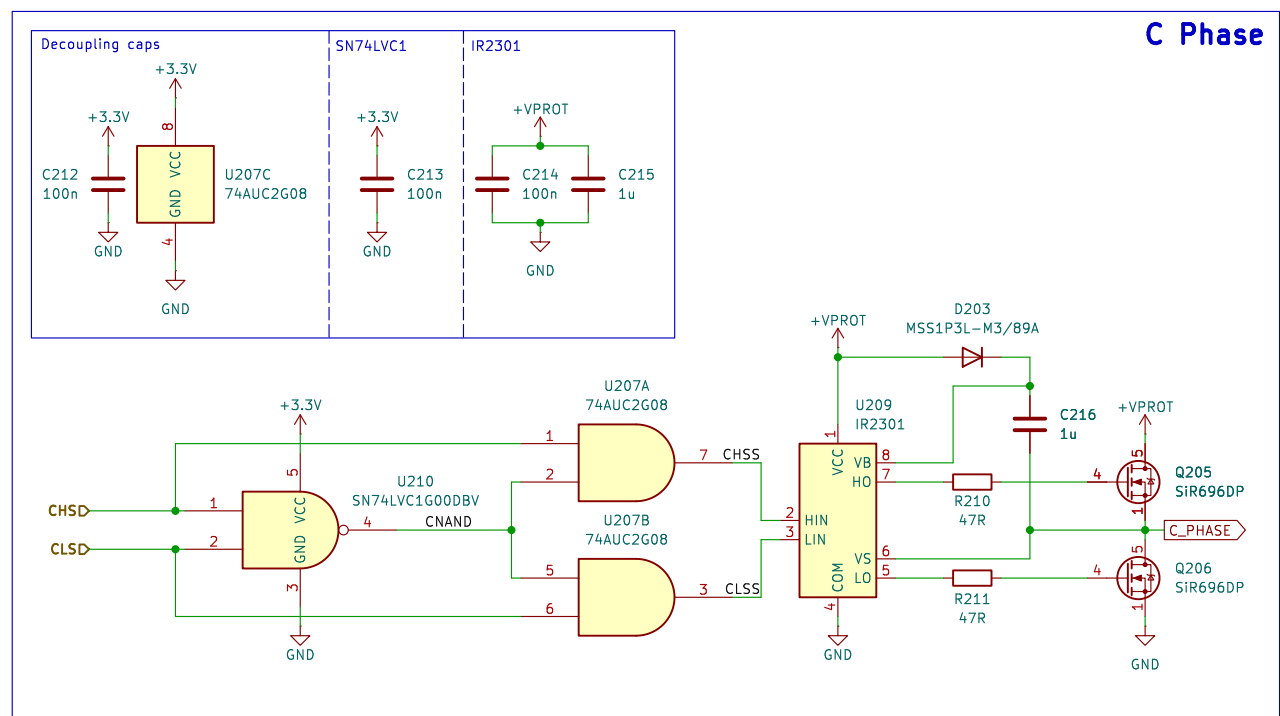 C Phase
Decoupling caps
SN74LVC1
IR2301
+3.3V
8
VCC
GND
4
GND
U207C
74AUC2G08
+3.3V
C212
100n
GND
+3.3V
C213
100n
GND
+VPROT
C214
100n
C215
1u
GND
CHS
CLS
+3.3V
5
VCC
GND
3
GND
1
2
4
U210
SN74LVC1G00DBV
CNAND
U207A
74AUC2G08
1
2
7
CHSS
U207B
74AUC2G08
5
6
3
CLSS
+VPROT
D203
MSS1P3L-M3/89A
U209
IR2301
1
VCC
VB
8
HO
7
2
HIN
3
LIN
VS
6
LO
5
COM
4
GND
C216
1u
R210
47R
R211
47R
+VPROT
5
4
1
Q205
SiR696DP
C_PHASE
5
4
1
Q206
SiR696DP
GND